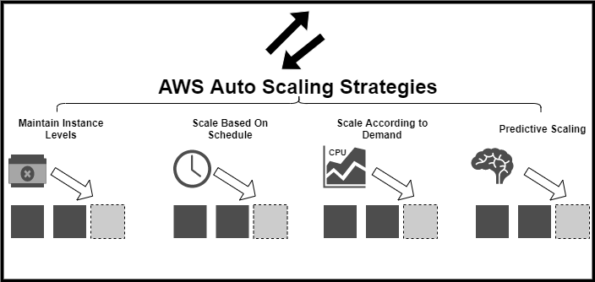 AWS Auto Scaling Strategies
Maintain Instance
Levels
Scale Based On
Schedule
Scale According to
Demand
Predictive Scaling
CPU